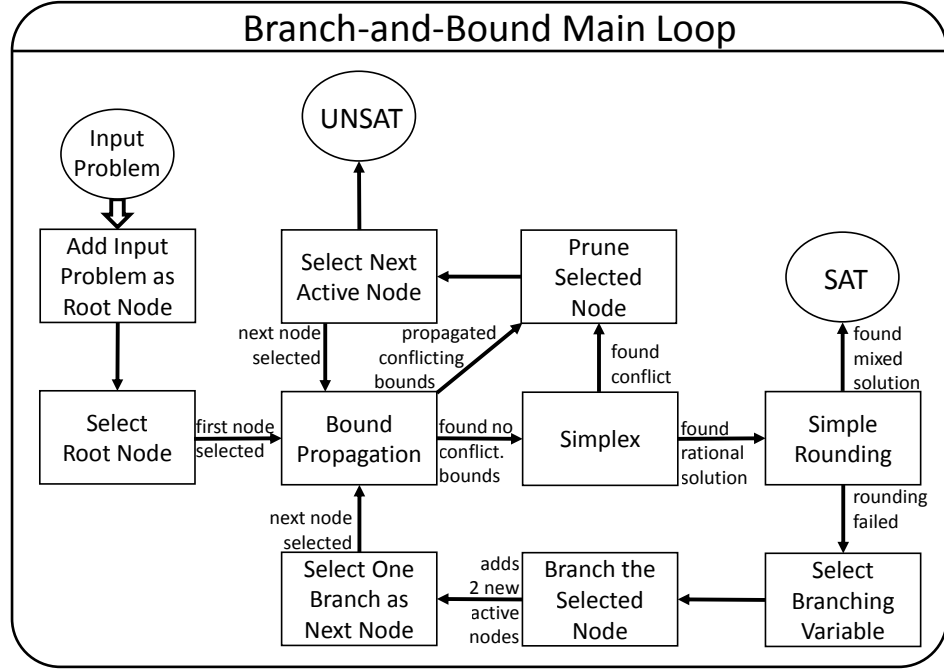 Branch-and-Bound Main Loop
Input
Problem
UNSAT
Add Input
Problem as
Root Node
Select Next
Active Node
Prune
Selected
Node
SAT
next node
selected
propagated
conflicting
bounds
found
conflict
found
mixed
solution
Select
Root Node
first node
selected
Bound
Propagation
found no
conflict.
bounds
Simplex
found
rational
solution
Simple
Rounding
next node
selected
rounding
failed
Select One
Branch as
Next Node
adds
2 new
active
nodes
Branch the
Selected
Node
Select
Branching
Variable